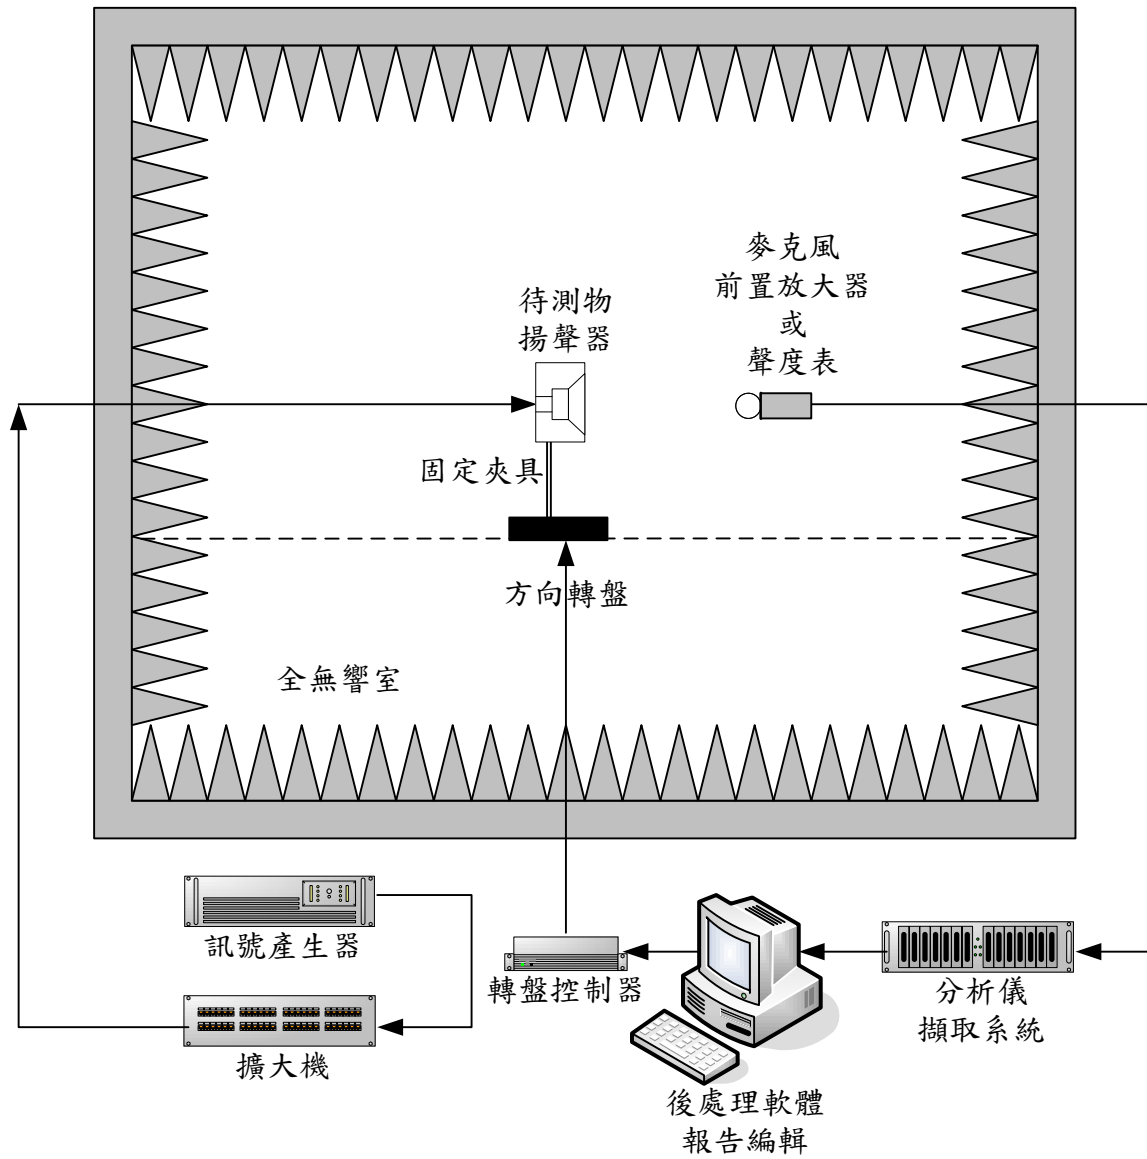 麥克風
前置放大器
或
聲度表
待測物
揚聲器
固定夾具
方向轉盤
全無響室
訊號產生器
擴大機
轉盤控制器
分析儀
擷取系統
後處理軟體
報告編輯